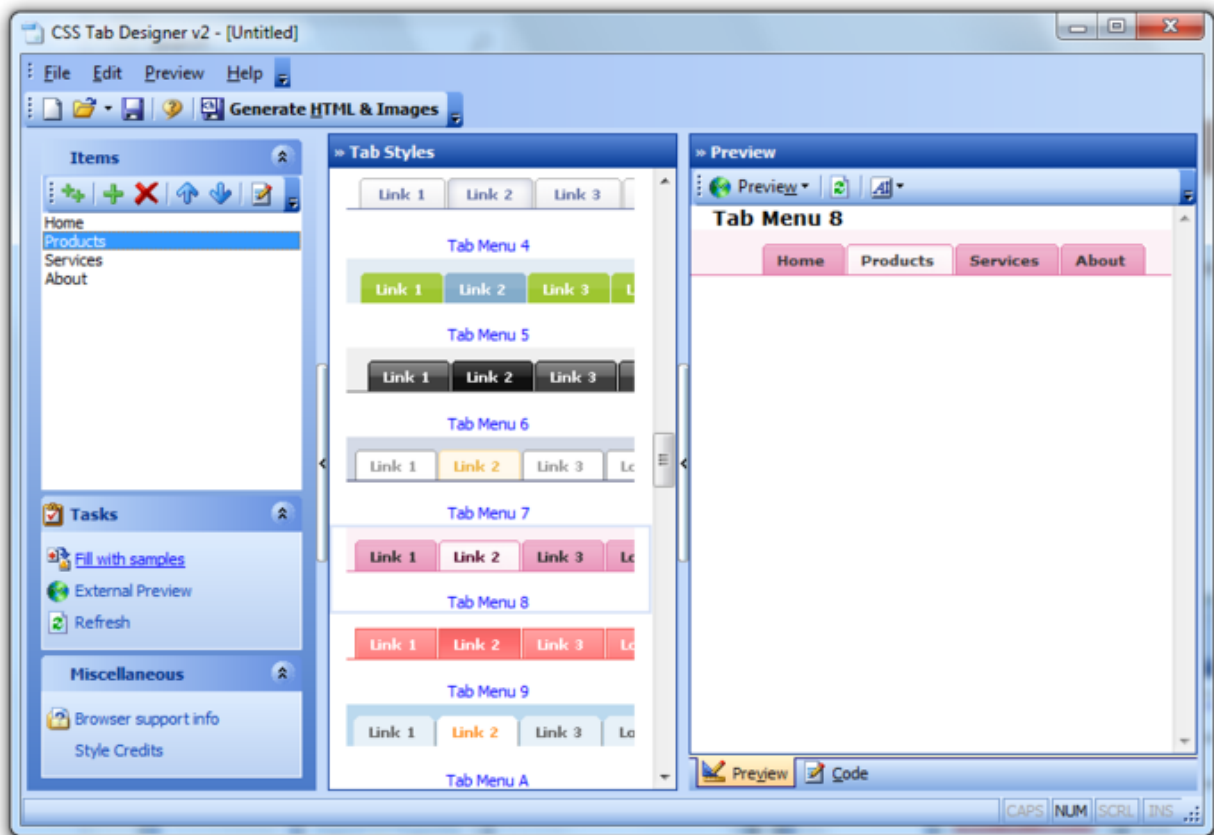 CSS Tab Designer v2 - [Untitled]
File Edit Preview Help
Generate HTML & Images
Items
Home
Products
Services
About
Tasks
Fill with samples
External Preview
Refresh
Miscellaneous
Browser support info
Style Credits
» Tab Styles
Link 1 Link 2 Link 3
Tab Menu 4
Link 1 Link 2 Link 3 L
Tab Menu 5
Link 1 Link 2 Link 3
Tab Menu 6
Link 1 Link 2 Link 3 Lo
Tab Menu 7
Link 1 Link 2 Link 3 Lo
Tab Menu 8
Link 1 Link 2 Link 3 Lo
Tab Menu 9
Link 1 Link 2 Link 3 Lo
Tab Menu A
» Preview
Preview
Tab Menu 8
Home Products Services About
Preview Code
CAPS NUM SCRL INS